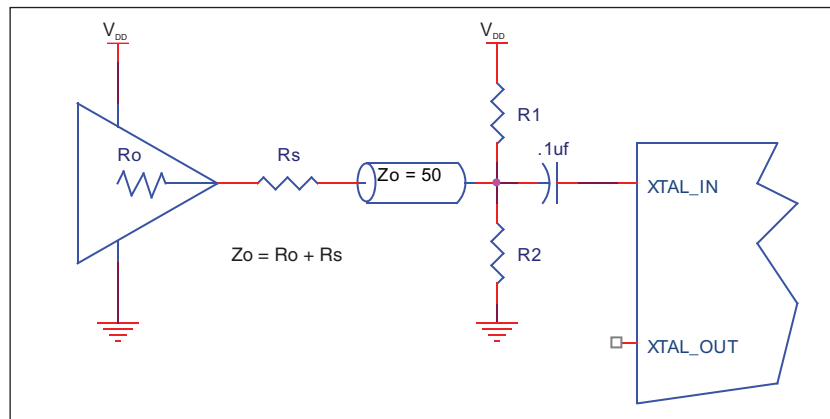 VDD
VDD
R1
.1uf
Ro
Rs
Zo = 50
XTAL_IN
Zo = Ro + Rs
R2
XTAL_OUT